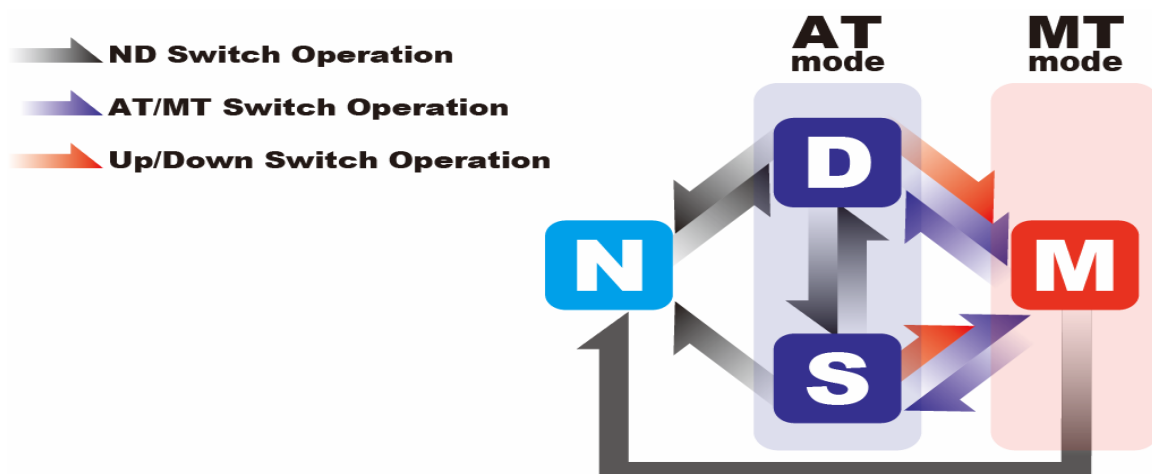 ND Switch Operation
AT/MT Switch Operation
Up/Down Switch Operation
AT
mode
MT
mode
D
N
M
S